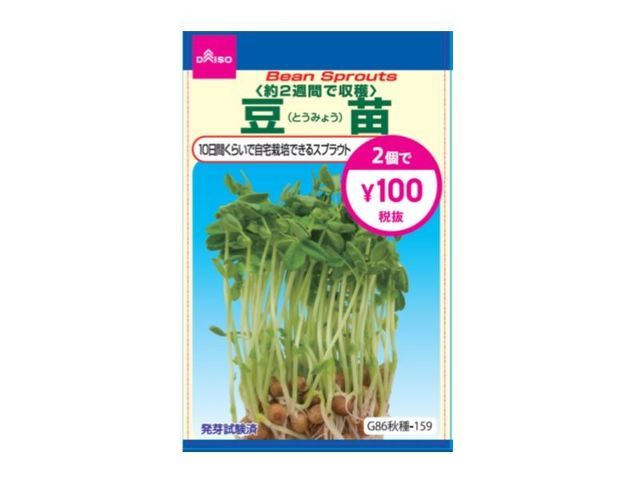 DAISO
Bean Sprouts
〈約2週間で収穫〉
豆苗
(とうみょう)
10日間くらいで自宅栽培できるスプラウト
2個で
¥100
税抜
発芽試験済
G86秋種-159